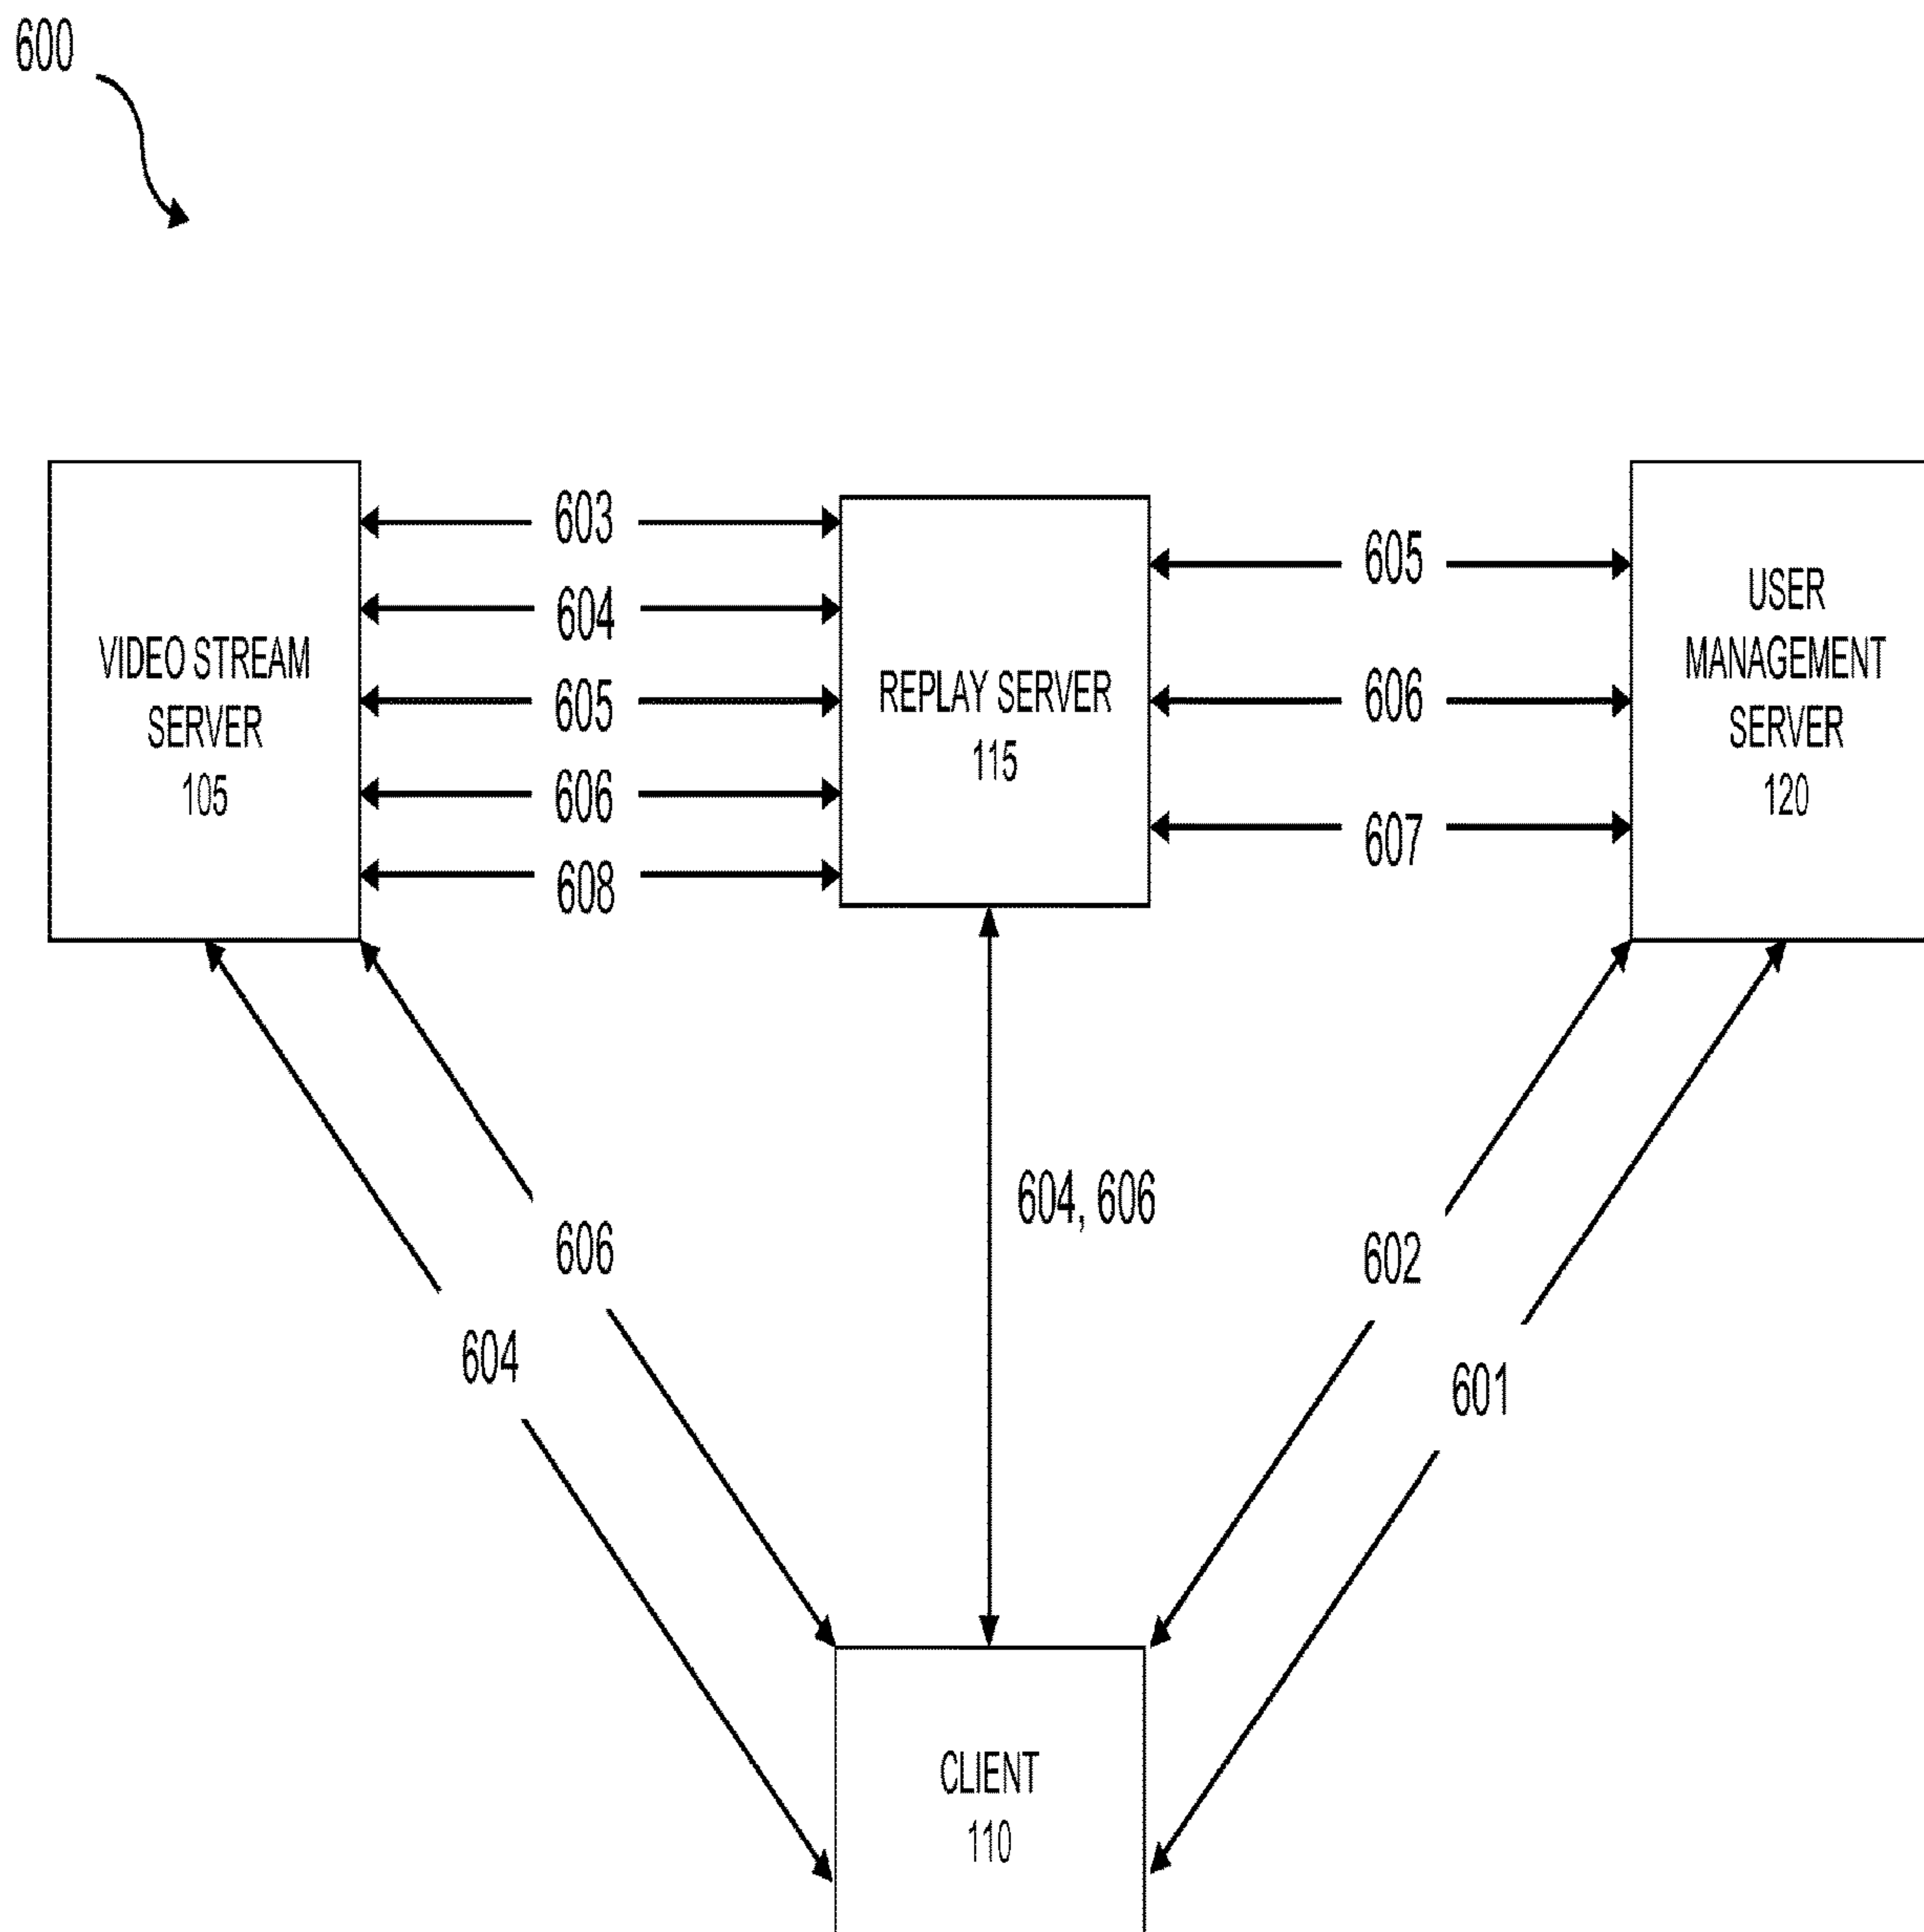 600
VIDEO STREAM
SERVER
105
603
604
605
606
608
REPLAY SERVER
115
605
606
607
USER
MANAGEMENT
SERVER
120
604
606
604, 606
602
601
CLIENT
110